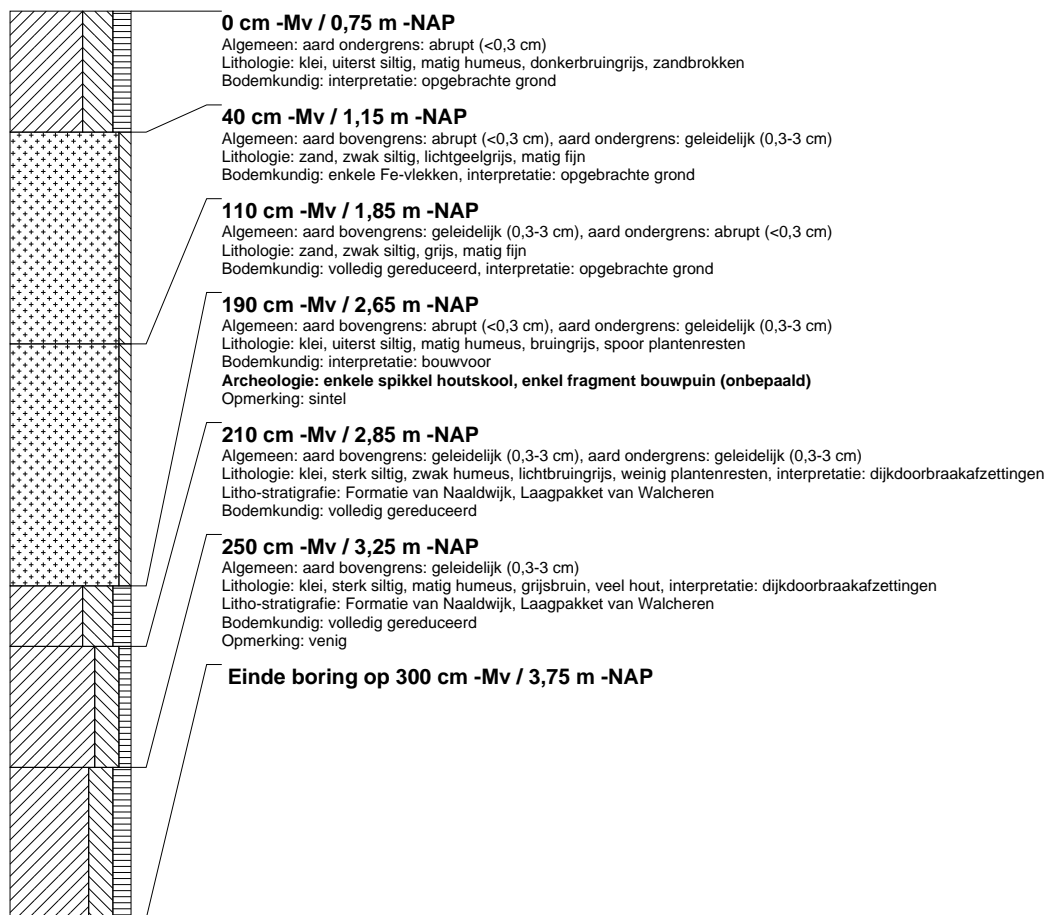 0 cm -Mv / 0,75 m -NAP
Algemeen: aard ondergrens: abrupt (<0,3 cm)
Lithologie: klei, uiterst siltig, matig humeus, donkerbruingrijs, zandbrokken
Bodemkundig: interpretatie: opgebrachte grond
40 cm -Mv / 1,15 m -NAP
Algemeen: aard bovengrens: abrupt (<0,3 cm), aard ondergrens: geleidelijk (0,3-3 cm)
Lithologie: zand, zwak siltig, lichtgeelgrijs, matig fijn
Bodemkundig: enkele Fe-vlekken, interpretatie: opgebrachte grond
110 cm -Mv / 1,85 m -NAP
Algemeen: aard bovengrens: geleidelijk (0,3-3 cm), aard ondergrens: abrupt (<0,3 cm)
Lithologie: zand, zwak siltig, grijs, matig fijn
Bodemkundig: volledig gereduceerd, interpretatie: opgebrachte grond
190 cm -Mv / 2,65 m -NAP
Algemeen: aard bovengrens: abrupt (<0,3 cm), aard ondergrens: geleidelijk (0,3-3 cm)
Lithologie: klei, uiterst siltig, matig humeus, bruingrijs, spoor plantenresten
Bodemkundig: interpretatie: bouwvoor
Archeologie: enkele spikkel houtskool, enkel fragment bouwpuin (onbepaald)
Opmerking: sintel
210 cm -Mv / 2,85 m -NAP
Algemeen: aard bovengrens: geleidelijk (0,3-3 cm), aard ondergrens: geleidelijk (0,3-3 cm)
Lithologie: klei, sterk siltig, zwak humeus, lichtbruingrijs, weinig plantenresten, interpretatie: dijkdoorbraakafzettingen
Litho-stratigrafie: Formatie van Naaldwijk, Laagpakket van Walcheren
Bodemkundig: volledig gereduceerd
250 cm -Mv / 3,25 m -NAP
Algemeen: aard bovengrens: geleidelijk (0,3-3 cm)
Lithologie: klei, sterk siltig, matig humeus, grijsbruin, veel hout, interpretatie: dijkdoorbraakafzettingen
Litho-stratigrafie: Formatie van Naaldwijk, Laagpakket van Walcheren
Bodemkundig: volledig gereduceerd
Opmerking: venig
Einde boring op 300 cm -Mv / 3,75 m -NAP